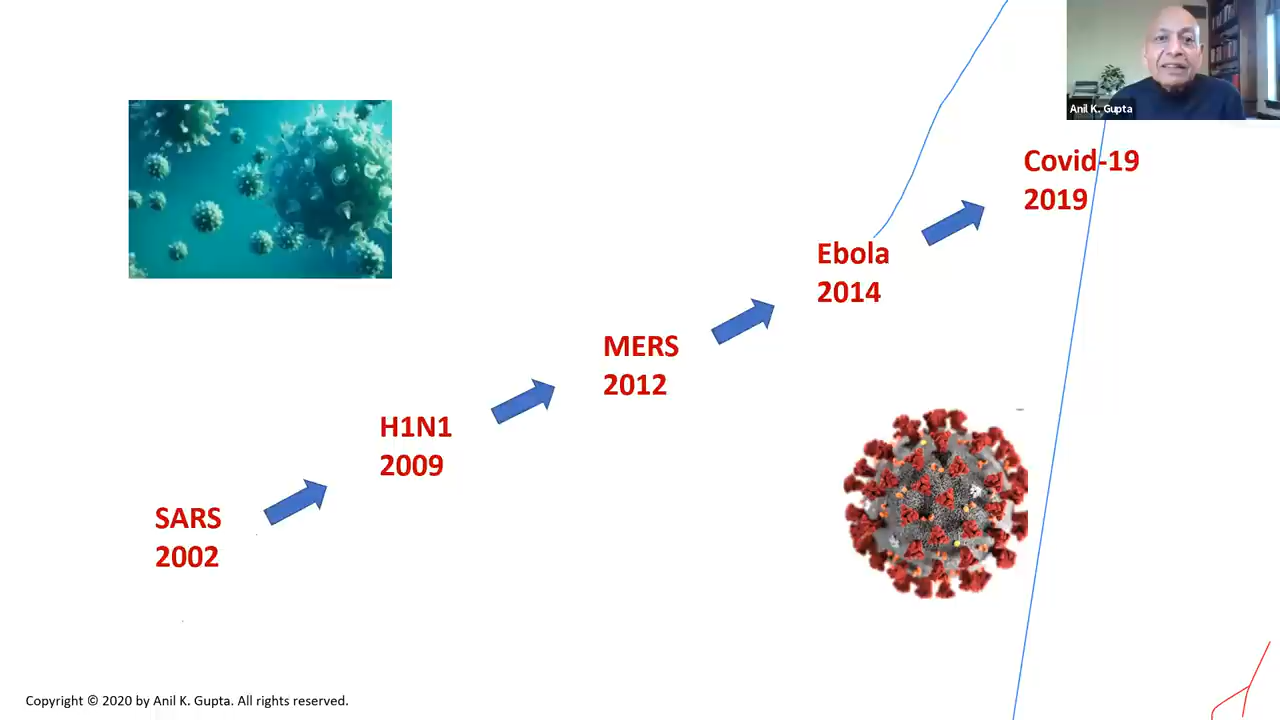 Anil K. Gupta
Covid-19
2019
Ebola
2014
MERS
2012
H1N1
2009
SARS
2002
Copyright © 2020 by Anil K. Gupta. All rights reserved.